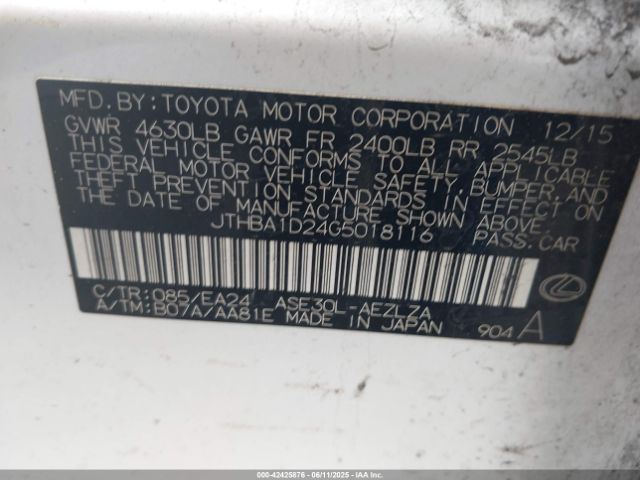 MFD. BY: TOYOTA MOTOR CORPORATION 12/15
GVWR 4630LB GAWR FR 2400LB RR 2545LB
THIS VEHICLE CONFORMS TO ALL APPLICABLE
FEDERAL MOTOR VEHICLE SAFETY, BUMPER, AND
THEFT PREVENTION STANDARDS IN EFFECT ON
THE DATE OF MANUFACTURE SHOWN ABOVE.
JTHBA1D24G5018116 PASS. CAR
C/TR: 085/EA24 ASE30L-AEZLZA
A/TM: B07A/AA81E MADE IN JAPAN 904 A
000-42425876 - 06/11/2025 - IAAI.CA